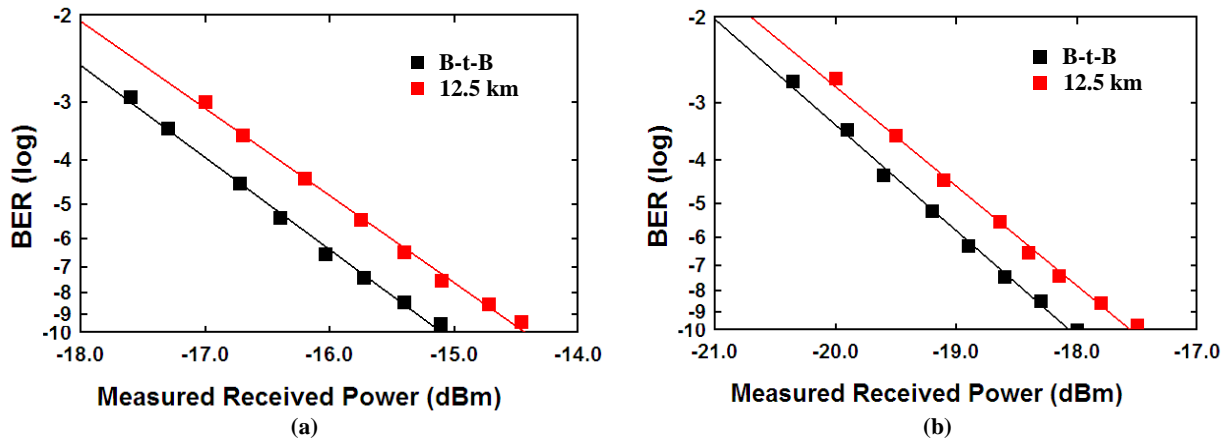 -2
-3
-4
-5
-6
-7
-8
-9
-10
BER (log)
B-t-B
12.5 km
-18.0 -17.0 -16.0 -15.0 -14.0
Measured Received Power (dBm)
(a)
-2
-3
-4
-5
-6
-7
-8
-9
-10
BER (log)
B-t-B
12.5 km
-21.0 -20.0 -19.0 -18.0 -17.0
Measured Received Power (dBm)
(b)